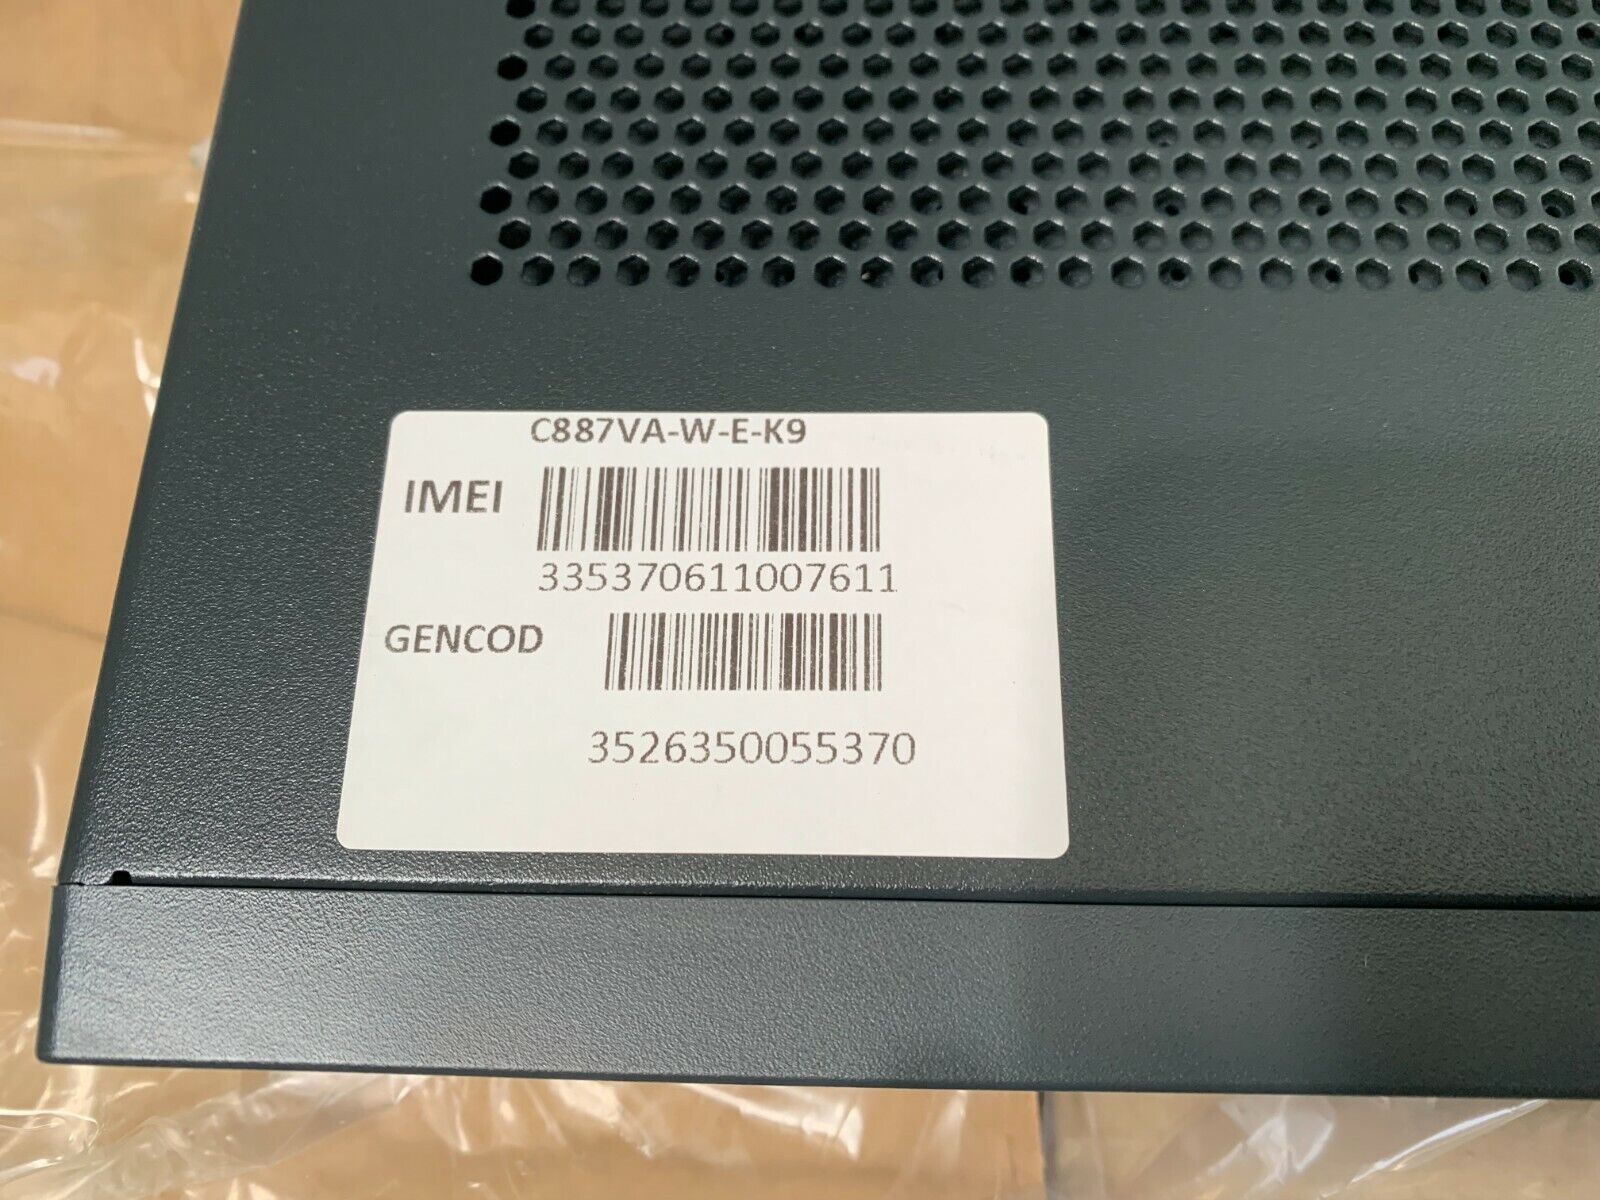 C887VA-W-E-K9
IMEI
335370611007611
GENCOD
3526350055370